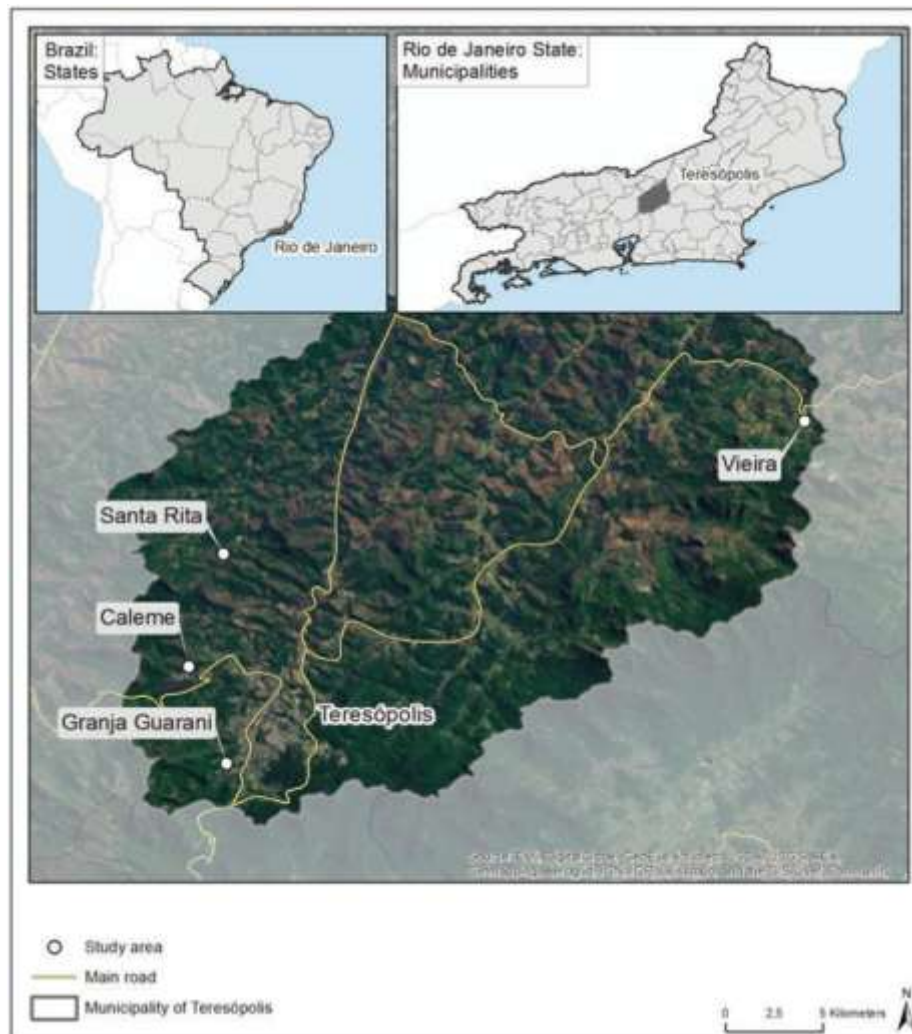 Brazil:
States
Rio de Janeiro
Rio de Janeiro State:
Municipalities
Teresópolis
Vieira
Santa Rita
Caleme
Granja Guarani
Teresópolis
Study area
Main road
Municipality of Teresópolis
N
0 2.5 5 Kilometers